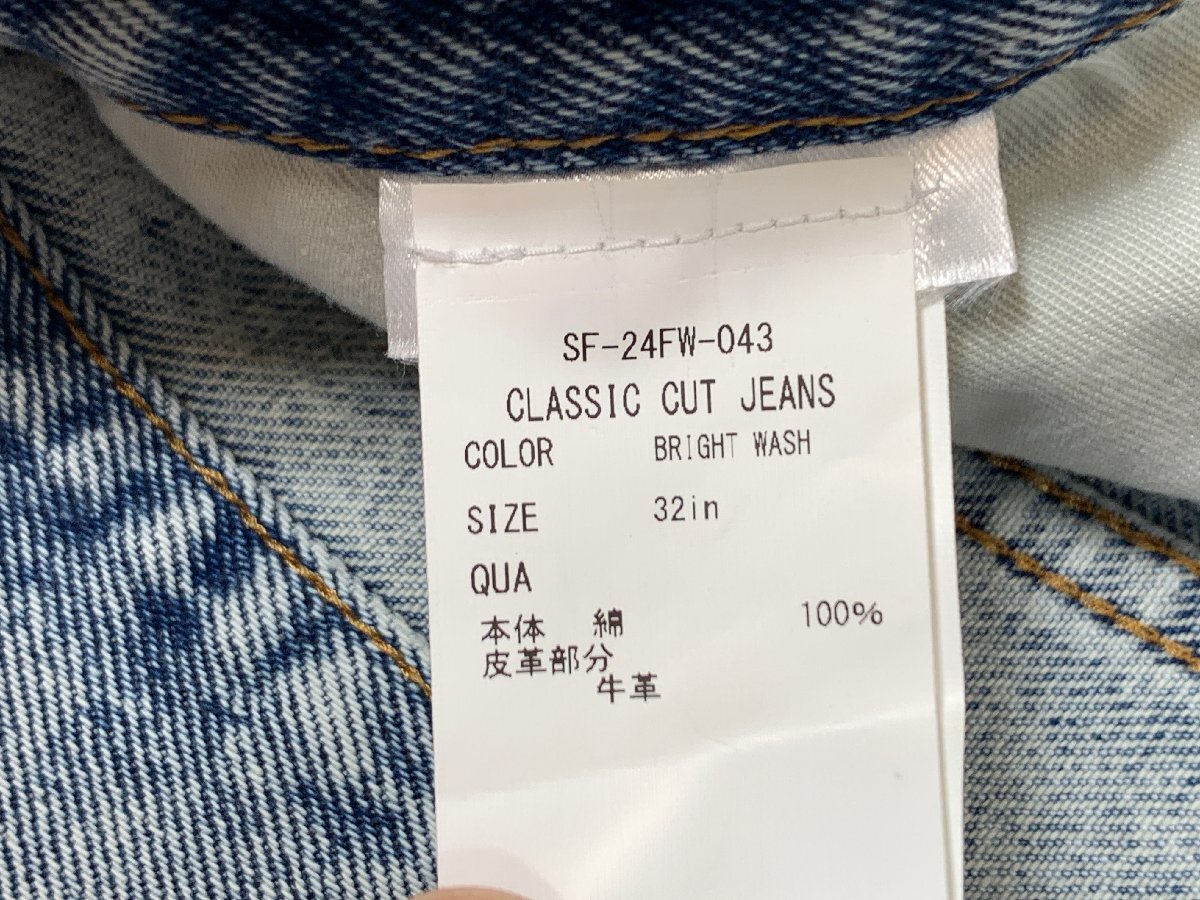 SF-24FW-043
CLASSIC CUT JEANS
COLOR BRIGHT WASH
SIZE 32in
QUA
本体 綿 100%
皮革部分
牛革